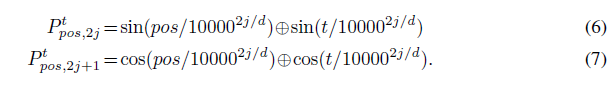 P^t_{pos,2j} = sin(pos/10000^{2j/d})⊕sin(t/10000^{2j/d}) (6)
P^t_{pos,2j+1} = cos(pos/10000^{2j/d})⊕cos(t/10000^{2j/d}). (7)